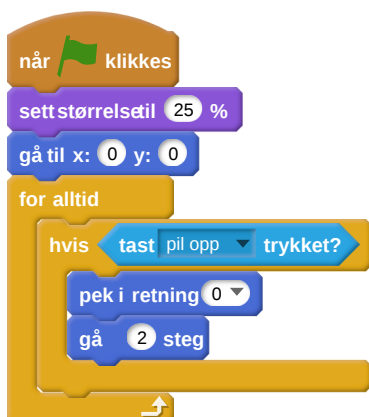 når klikkes
sett størrelse til 25 %
gå til x: 0 y: 0
for alltid
hvis tast pil opp trykket?
pek i retning 0
gå 2 steg